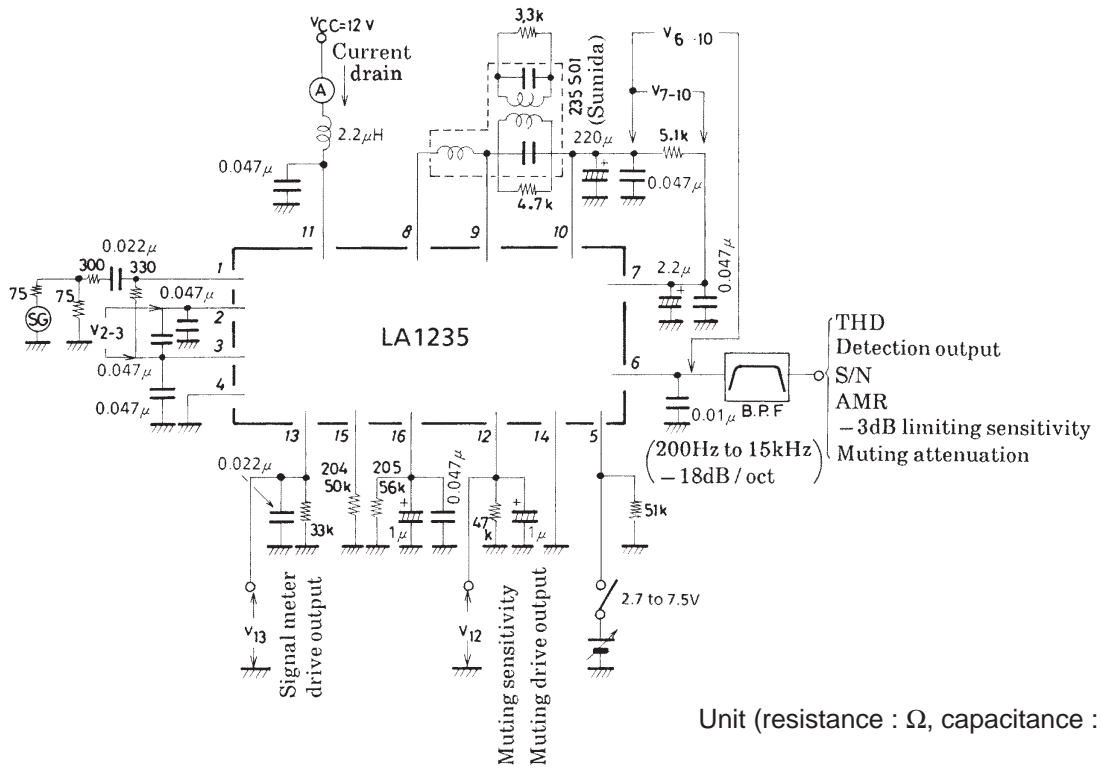 VCC=12 V
Current
drain
A
2.2μH
0.047μ
3.3k
235 S01
(Sumida)
4.7k
220μ
V6–10
V7–10
5.1k
0.047μ
11
8
9
10
0.022μ
300
330
1
75
75
SG
0.047μ
2
V2–3
3
0.047μ
4
0.047μ
LA1235
7
2.2μ
0.047μ
6
0.01μ
B.P.F
(200Hz to 15kHz
–18dB/oct)
THD
Detection output
S/N
AMR
–3dB limiting sensitivity
Muting attenuation
13
15
16
12
14
5
0.022μ
33k
204
50k
205
56k
1μ
0.047μ
47
k
1μ
51k
2.7 to 7.5V
V13
Signal meter
drive output
V12
Muting sensitivity
Muting drive output
Unit (resistance : Ω, capacitance :